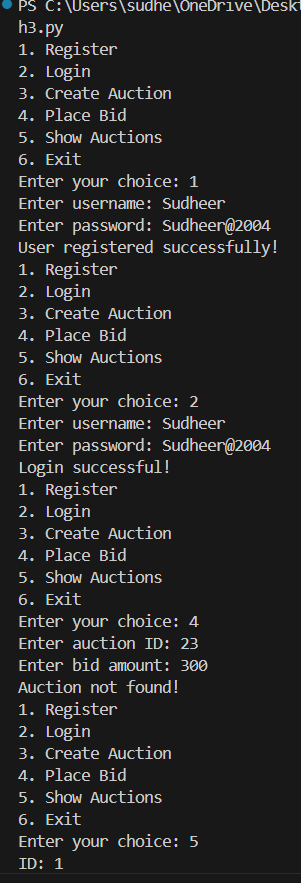 PS C:\Users\sudhe\OneDrive\Deskt
h3.py
1. Register
2. Login
3. Create Auction
4. Place Bid
5. Show Auctions
6. Exit
Enter your choice: 1
Enter username: Sudheer
Enter password: Sudheer@2004
User registered successfully!
1. Register
2. Login
3. Create Auction
4. Place Bid
5. Show Auctions
6. Exit
Enter your choice: 2
Enter username: Sudheer
Enter password: Sudheer@2004
Login successful!
1. Register
2. Login
3. Create Auction
4. Place Bid
5. Show Auctions
6. Exit
Enter your choice: 4
Enter auction ID: 23
Enter bid amount: 300
Auction not found!
1. Register
2. Login
3. Create Auction
4. Place Bid
5. Show Auctions
6. Exit
Enter your choice: 5
ID: 1